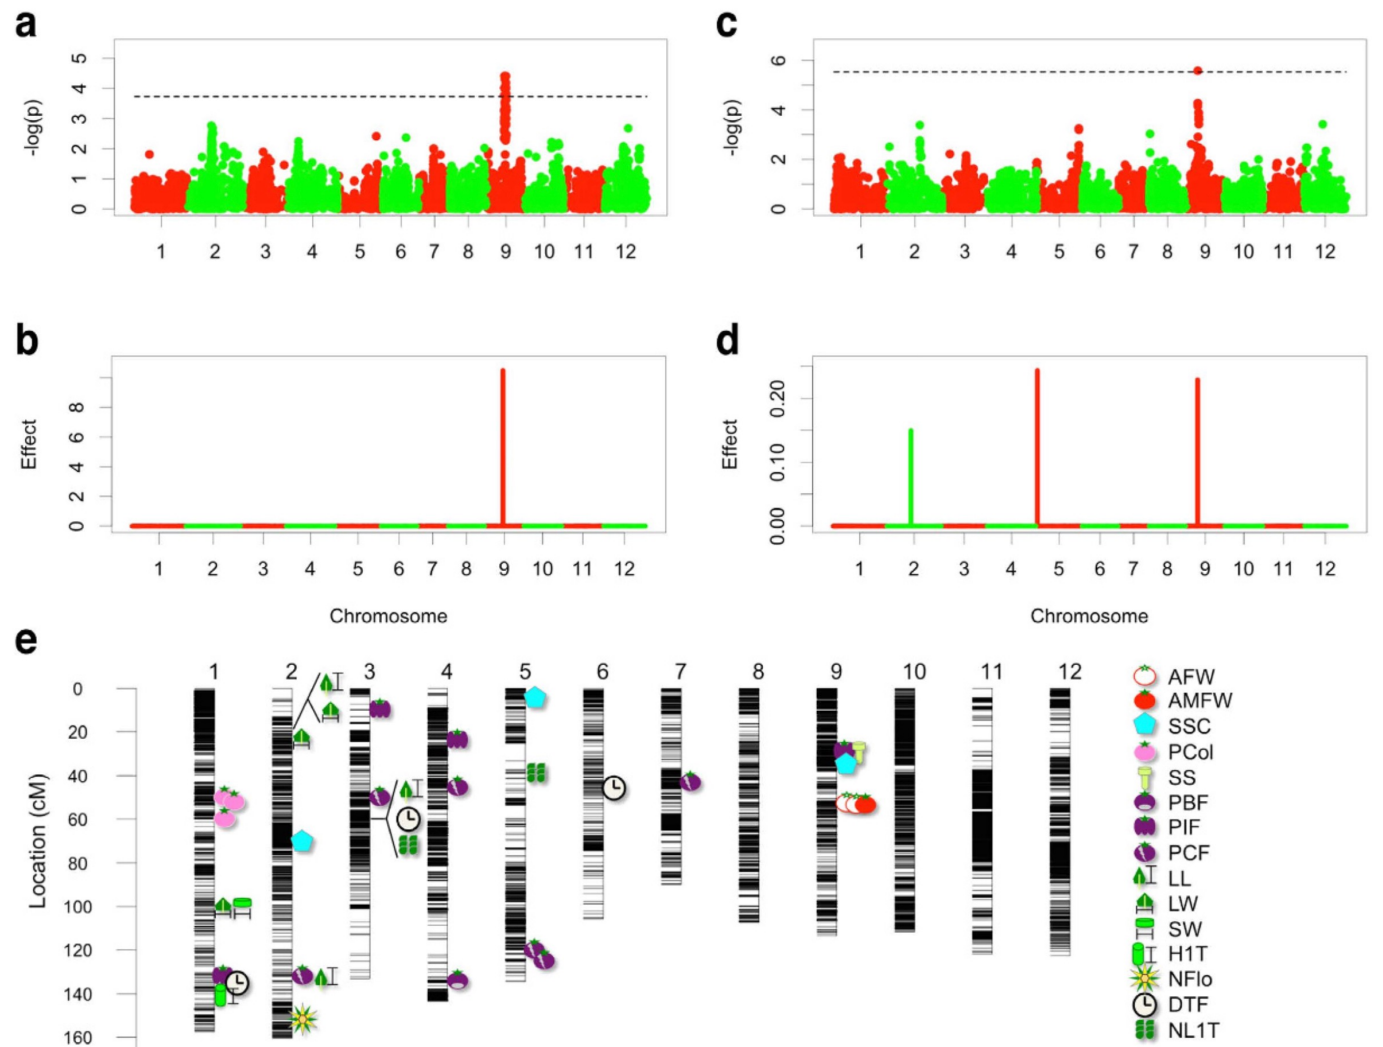 a
5
4
3
2
1
0
-log(p)
1 2 3 4 5 6 7 8 9 10 11 12
c
6
4
2
0
-log(p)
1 2 3 4 5 6 7 8 9 10 11 12
b
8
6
4
2
0
Effect
1 2 3 4 5 6 7 8 9 10 11 12
Chromosome
d
0.20
0.10
0.00
Effect
1 2 3 4 5 6 7 8 9 10 11 12
Chromosome
e
1 2 3 4 5 6 7 8 9 10 11 12
0
20
40
60
80
100
120
140
160
Location (cM)
AFW
AMFW
SSC
PCol
SS
PBF
PIF
PCF
LL
LW
SW
H1T
NFlo
DTF
NL1T